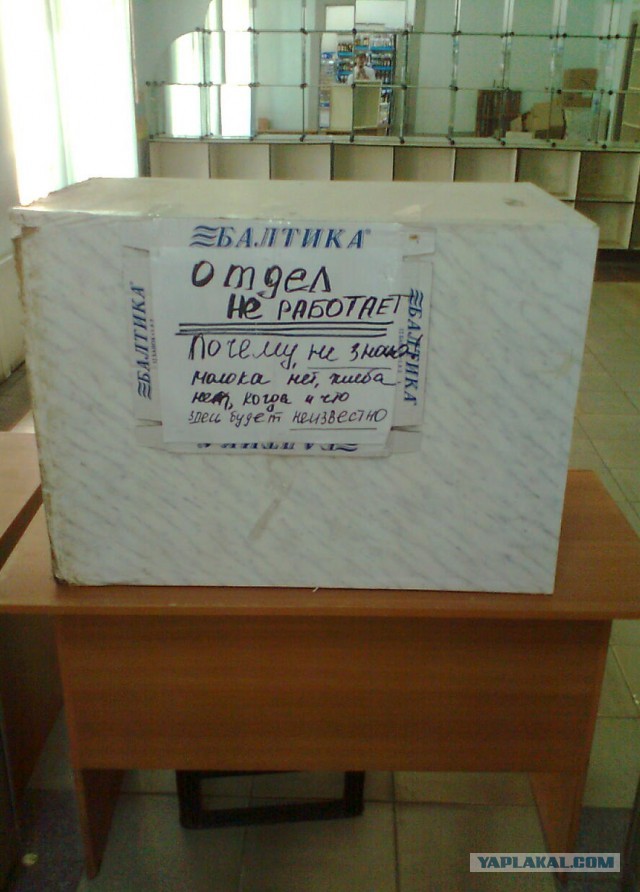 БАЛТИКА
Отдел
не работает
Почему, не знаю
молока нет, хлеба
нет, когда и что
здесь будет неизвестно
БАЛТИКА
БАЛТИКА
БАЛТИКА
YAPLAKAL.COM